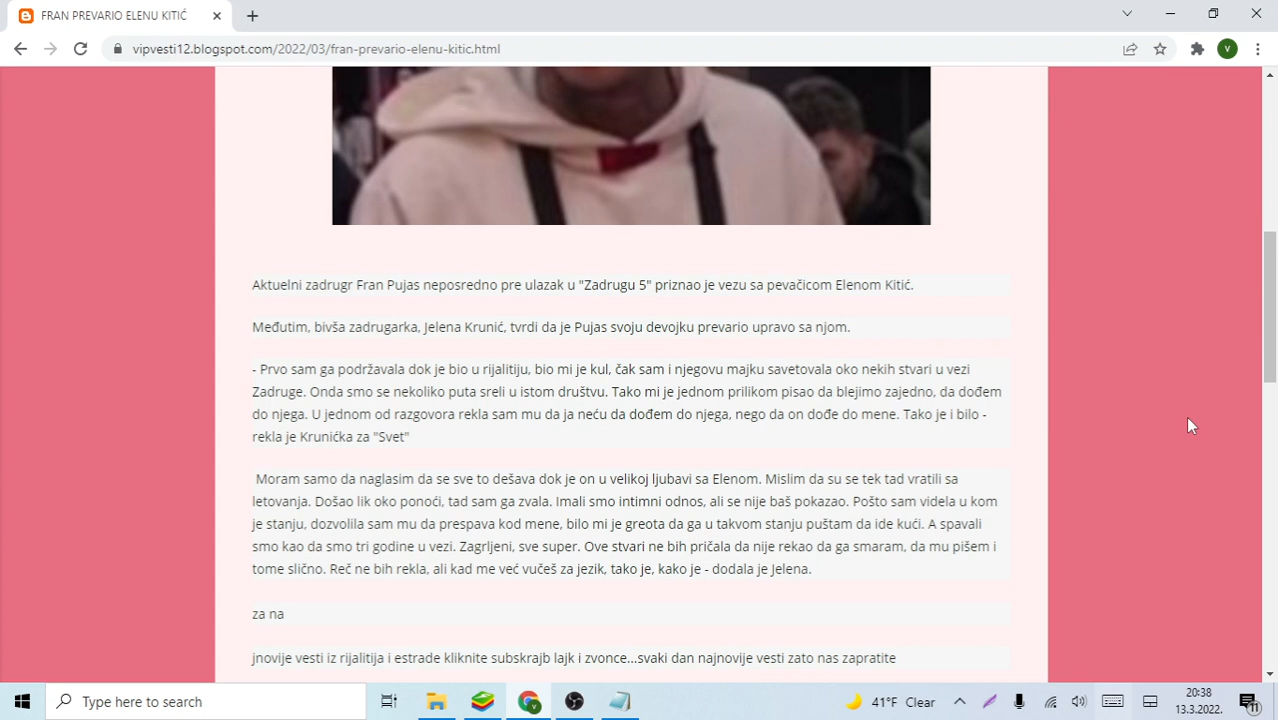 FRAN PREVARIO ELENU KITIĆ
vipvesti12.blogspot.com/2022/03/fran-prevario-elenu-kitic.html
V
Aktuelni zadrugr Fran Pujas neposredno pre ulazak u "Zadrugu 5" priznao je vezu sa pevačicom Elenom Kitić.
Međutim, bivša zadrugarka, Jelena Krunić, tvrdi da je Pujas svoju devojku prevario upravo sa njom.
- Prvo sam ga podržavala dok je bio u rijalitiju, bio mi je kul, čak sam i njegovu majku savetovala oko nekih stvari u vezi
Zadruge. Onda smo se nekoliko puta sreli u istom društvu. Tako mi je jednom prilikom pisao da blejimo zajedno, da dođem
do njega. U jednom od razgovora rekla sam mu da ja neću da dođem do njega, nego da on dođe do mene. Tako je i bilo -
rekla je Krunićka za "Svet"
Moram samo da naglasim da se sve to dešava dok je on u velikoj ljubavi sa Elenom. Mislim da su se tek tad vratili sa
letovanja. Došao lik oko ponoći, tad sam ga zvala. Imali smo intimni odnos, ali se nije baš pokazao. Pošto sam videla u kom
je stanju, dozvolila sam mu da prespava kod mene, bilo mi je greota da ga u takvom stanju puštam da ide kući. A spavali
smo kao da smo tri godine u vezi. Zagrljeni, sve super. Ove stvari ne bih pričala da nije rekao da ga smaram, da mu pišem i
tome slično. Reč ne bih rekla, ali kad me već vučeš za jezik, tako je, kako je - dodala je Jelena.
za na
jnovije vesti iz rijalitija i estrade kliknite subskrajb lajk i zvonce...svaki dan najnovije vesti zato nas zapratite
Type here to search
41°F Clear
20:38
13.3.2022.
11